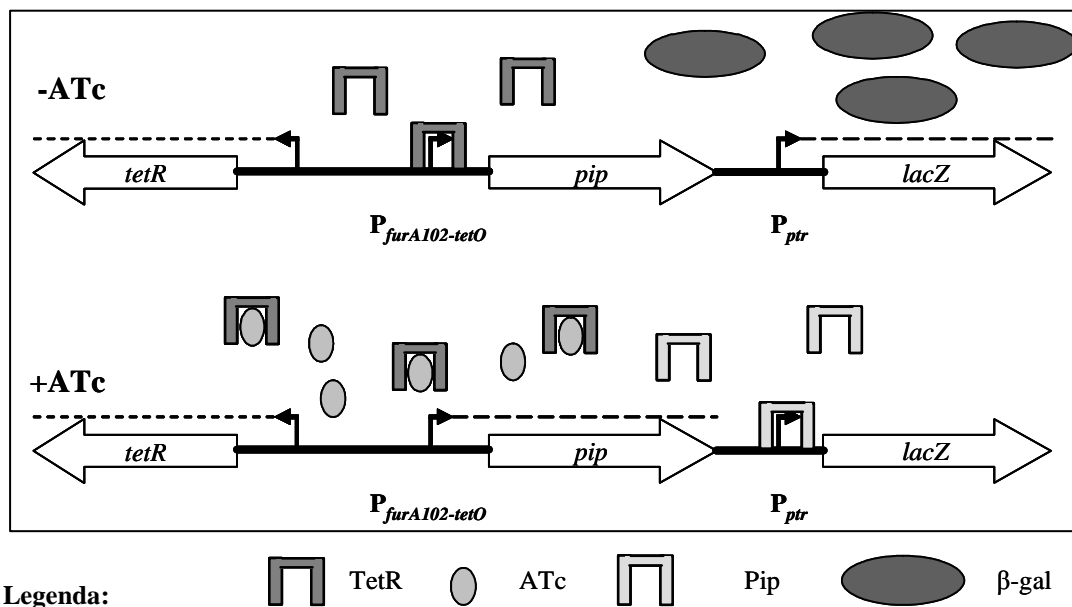 -ATc
tetR pip lacZ
PfurA102-tetO Pptr
+ATc
tetR pip lacZ
PfurA102-tetO Pptr
Legenda: TetR ATc Pip β-gal